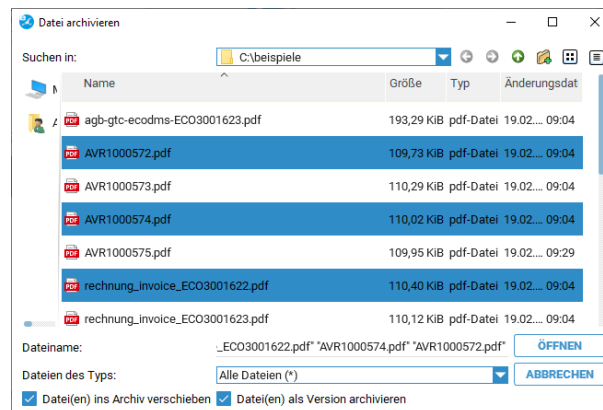 Datei archivieren
Suchen in: C:\beispiele
Name Größe Typ Änderungsdat
agb-gtc-ecodms-ECO3001623.pdf 193,29 KiB pdf-Datei 19.02.... 09:04
AVR1000572.pdf 109,73 KiB pdf-Datei 19.02.... 09:04
AVR1000573.pdf 110,29 KiB pdf-Datei 19.02.... 09:04
AVR1000574.pdf 110,02 KiB pdf-Datei 19.02.... 09:04
AVR1000575.pdf 109,95 KiB pdf-Datei 19.02.... 09:29
rechnung_invoice_ECO3001622.pdf 110,40 KiB pdf-Datei 19.02.... 09:04
rechnung_invoice_ECO3001623.pdf 110,12 KiB pdf-Datei 19.02.... 09:04
Dateiname: _ECO3001622.pdf" "AVR1000574.pdf" "AVR1000572.pdf" ÖFFNEN
Dateien des Typs: Alle Dateien (*) ABBRECHEN
Datei(en) ins Archiv verschieben Datei(en) als Version archivieren